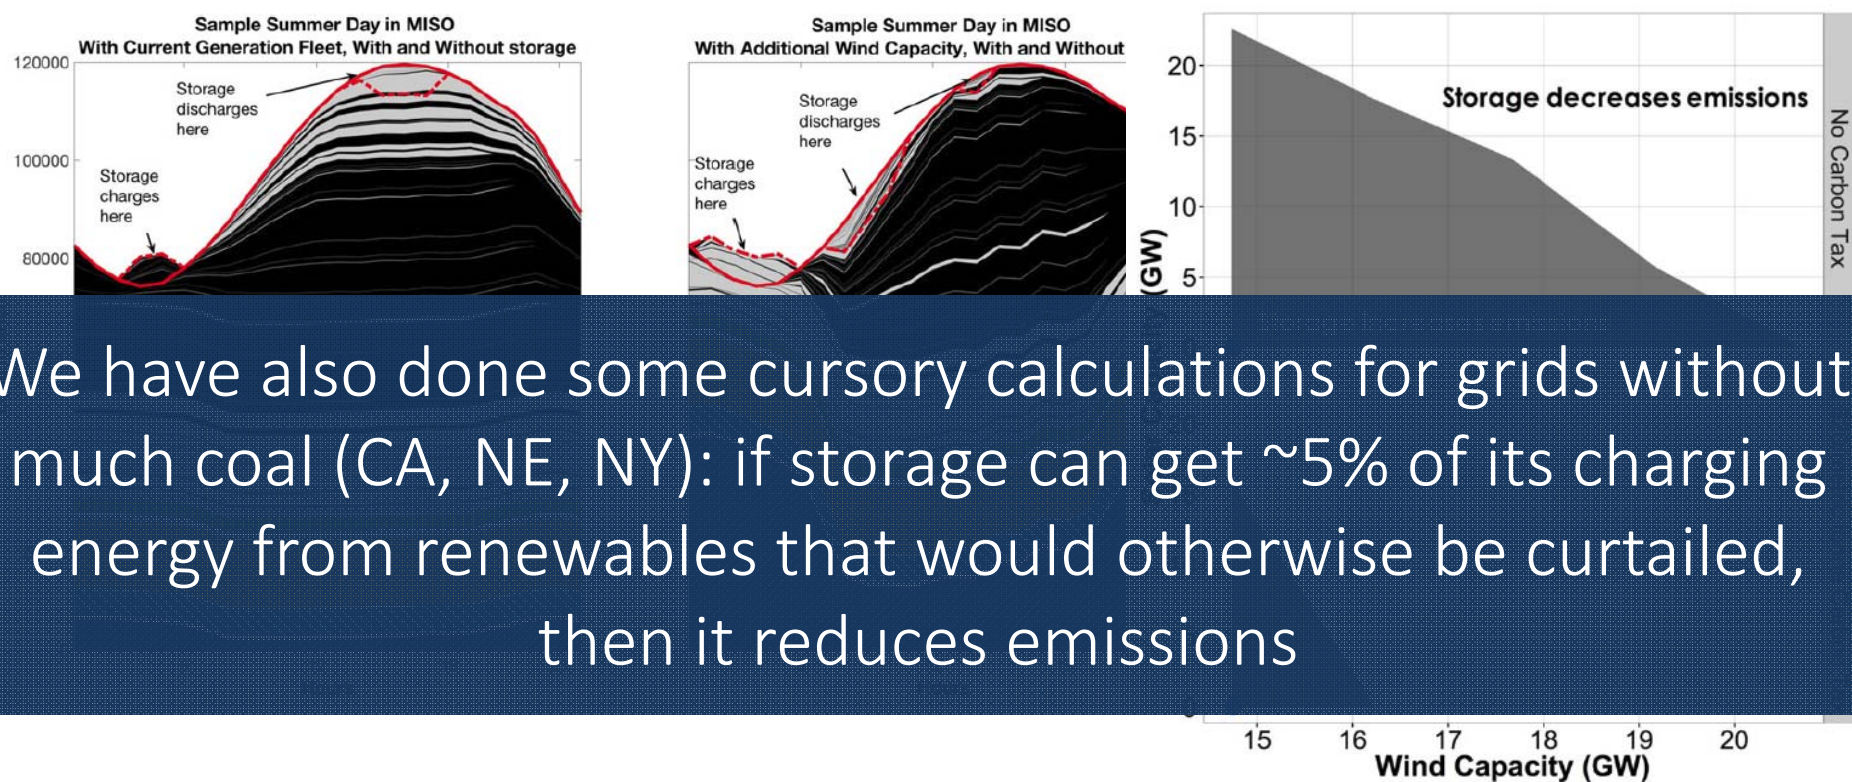 Sample Summer Day in MISO
With Current Generation Fleet, With and Without storage
120000
100000
80000
Storage
discharges
here
Storage
charges
here
Sample Summer Day in MISO
With Additional Wind Capacity, With and Without
Storage
discharges
here
Storage
charges
here
20
15
10
5
(GW)
Storage decreases emissions
No Carbon Tax
We have also done some cursory calculations for grids without
much coal (CA, NE, NY): if storage can get ~5% of its charging
energy from renewables that would otherwise be curtailed,
then it reduces emissions
15 16 17 18 19 20
Wind Capacity (GW)